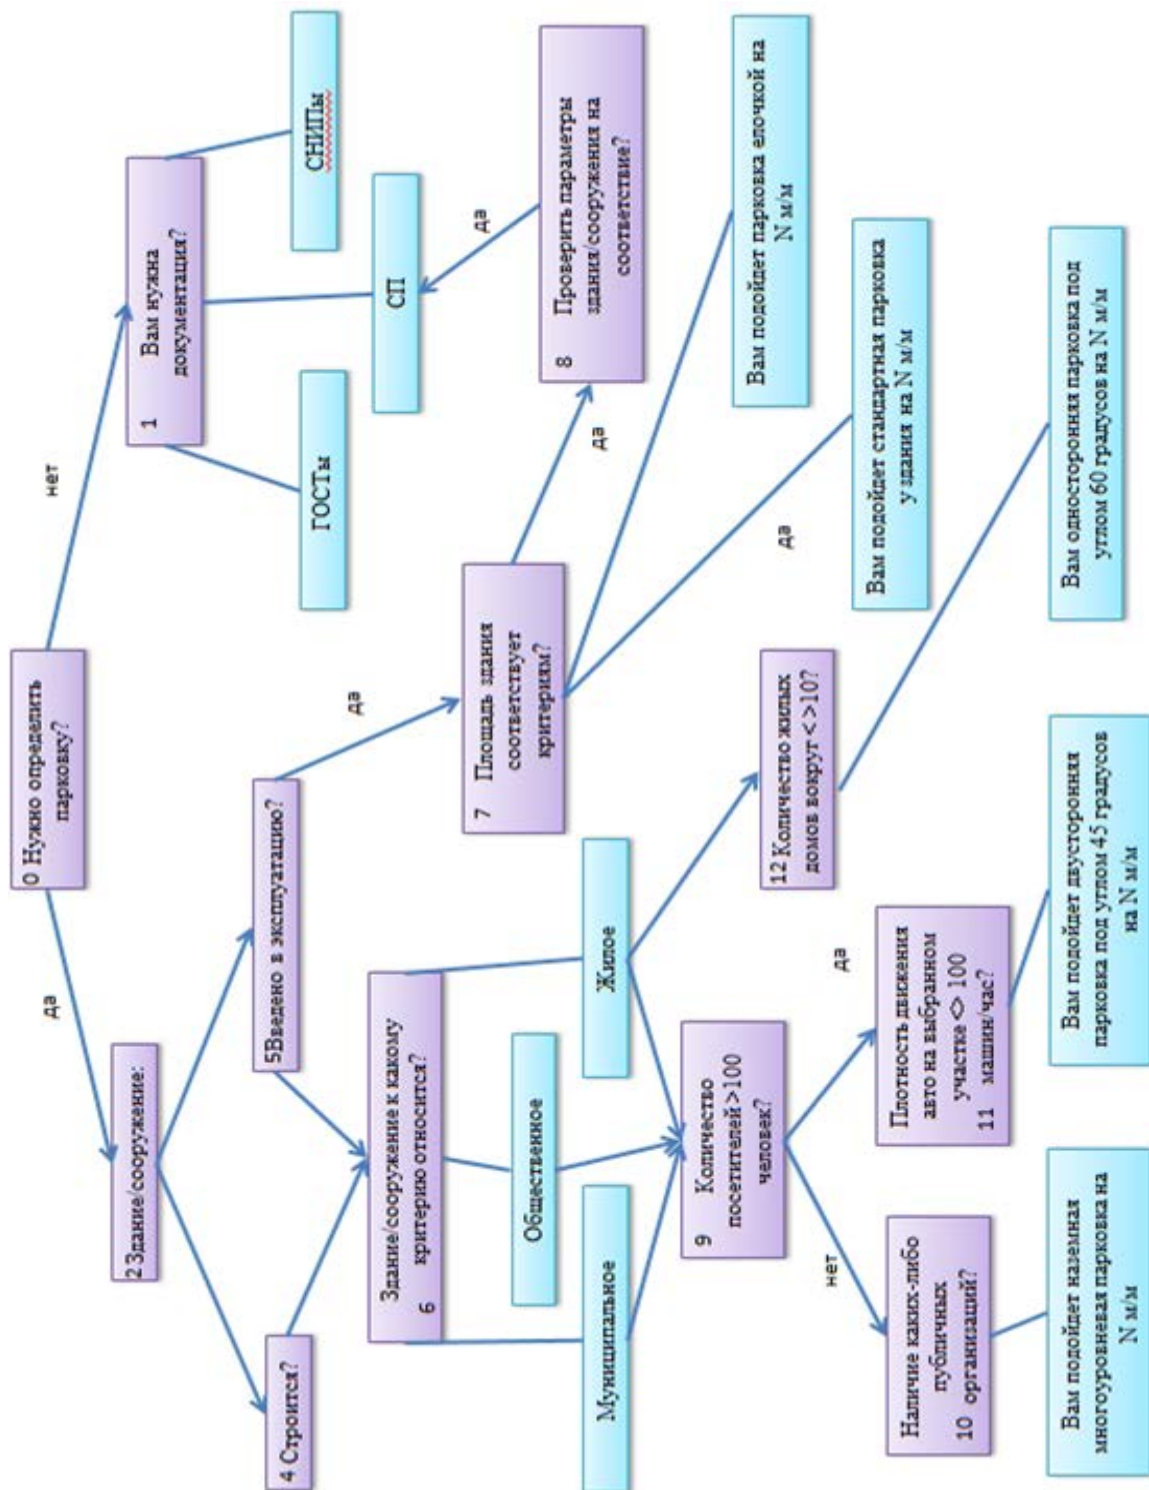 0 Нужно определить
парковку?
да
нет
2 Здание/сооружение:
1 Вам нужна
документация?
4 Строится?
5Введено в эксплуатацию?
ГОСТы
СП
СНИПы
да
Здание/сооружение к какому
6 критерию относится?
7 Площадь здания
соответствует
критериям?
да
да
8 Проверить параметры
здания/сооружения на
соответствие?
Муниципальное
Общественное
Жилое
9 Количество
посетителей>100
человек?
12 Количество жилых
домов вокруг < >10?
да
Вам подойдет парковка елочкой на
N м/м
Вам подойдет стандартная парковка
у здания на N м/м
нет
да
Наличие каких-либо
публичных
10 организаций?
Плотность движения
авто на выбранном
участке <> 100
11 машин/час?
Вам подойдет наземная
многоуровневая парковка на
N м/м
Вам подойдет двусторонняя
парковка под углом 45 градусов
на N м/м
Вам односторонняя парковка под
углом 60 градусов на N м/м